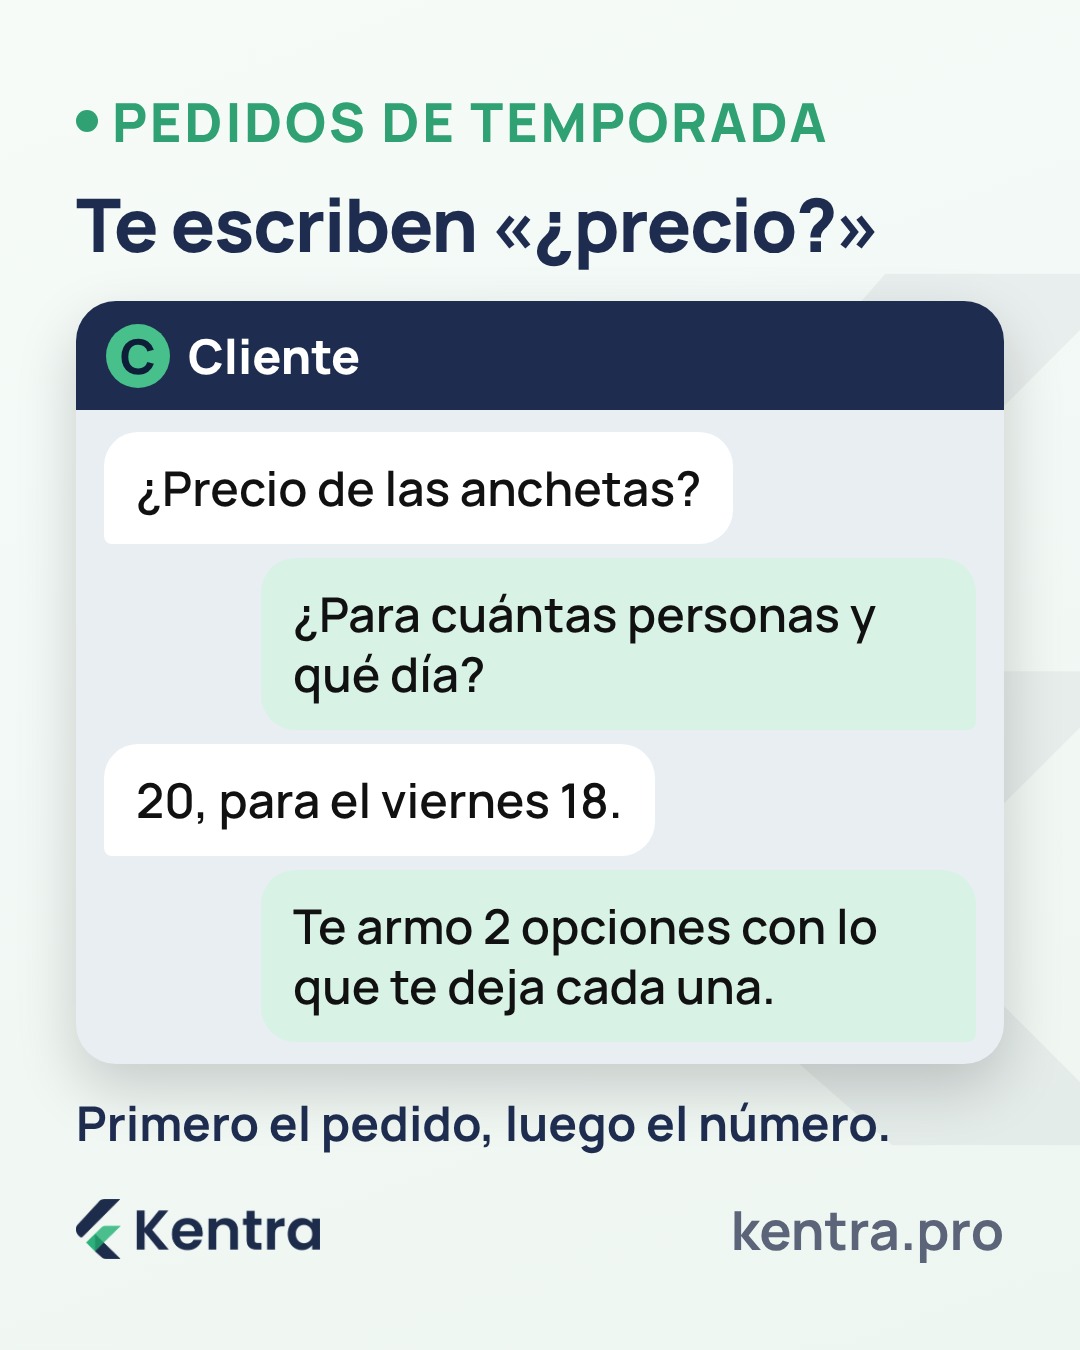 PEDIDOS DE TEMPORADA
Te escriben «¿precio?»
C Cliente
¿Precio de las anchetas?
¿Para cuántas personas y
qué día?
20, para el viernes 18.
Te armo 2 opciones con lo
que te deja cada una.
Primero el pedido, luego el número.
Kentra
kentra.pro